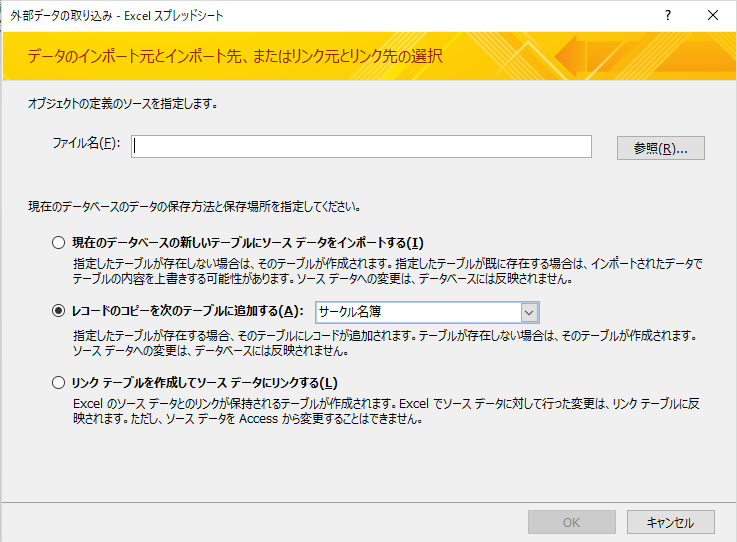 外部データの取り込み - Excel スプレッドシート
?
データのインポート元とインポート先、またはリンク元とリンク先の選択
オブジェクトの定義のソースを指定します。
ファイル名(F):
参照(R)...
現在のデータベースのデータの保存方法と保存場所を指定してください。
現在のデータベースの新しいテーブルにソース データをインポートする(I)
指定したテーブルが存在しない場合は、そのテーブルが作成されます。指定したテーブルが既に存在する場合は、インポートされたデータで
テーブルの内容を上書きする可能性があります。ソース データへの変更は、データベースには反映されません。
レコードのコピーを次のテーブルに追加する(A): サークル名簿
指定したテーブルが存在する場合、そのテーブルにレコードが追加されます。テーブルが存在しない場合は、そのテーブルが作成されます。
ソース データへの変更は、データベースには反映されません。
リンク テーブルを作成してソース データにリンクする(L)
Excel のソース データとのリンクが保持されるテーブルが作成されます。Excel でソース データに対して行った変更は、リンク テーブルに反
映されます。ただし、ソース データを Access から変更することはできません。
OK
キャンセル